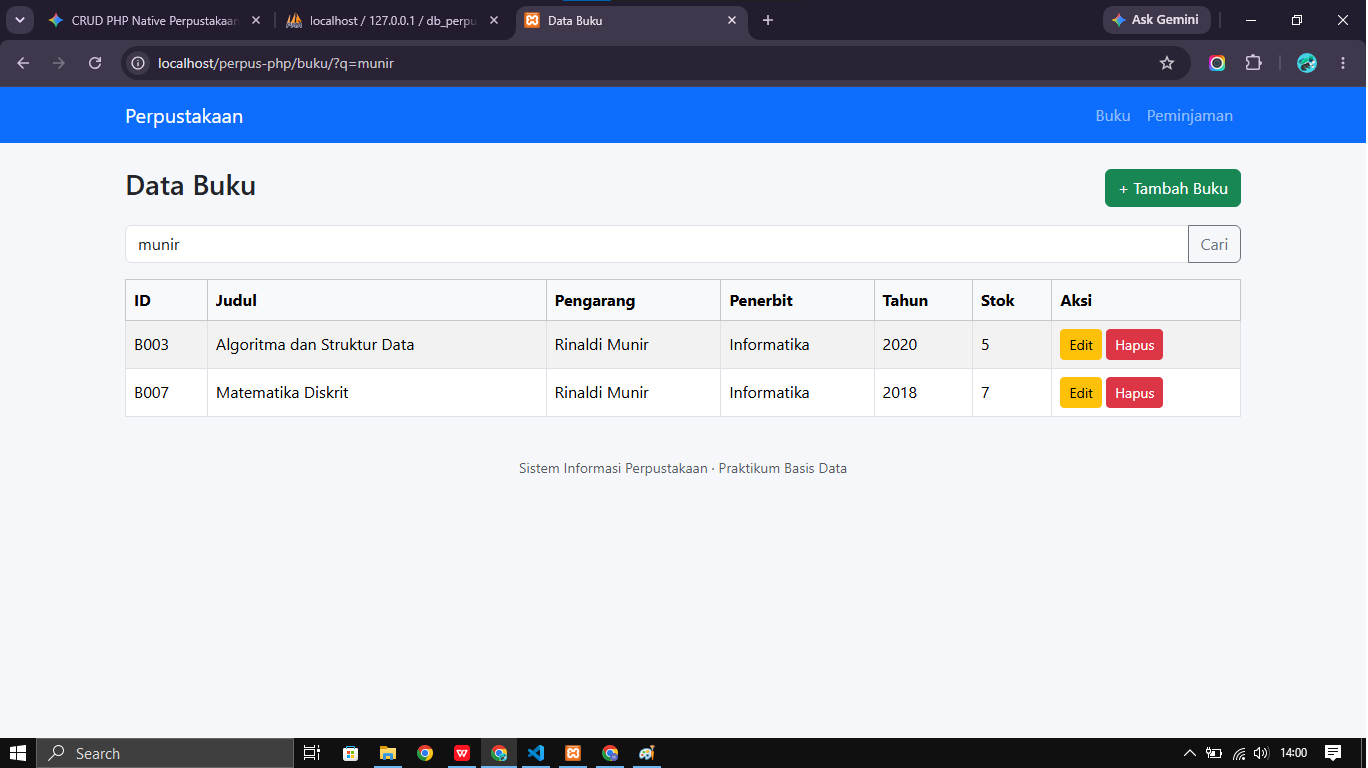 CRUD PHP Native Perpustakaan
localhost / 127.0.0.1 / db_perpu
Data Buku
Ask Gemini
localhost/perpus-php/buku/?q=munir
Perpustakaan
Buku Peminjaman
Data Buku
+ Tambah Buku
munir
Cari
ID Judul Pengarang Penerbit Tahun Stok Aksi
B003 Algoritma dan Struktur Data Rinaldi Munir Informatika 2020 5 Edit Hapus
B007 Matematika Diskrit Rinaldi Munir Informatika 2018 7 Edit Hapus
Sistem Informasi Perpustakaan · Praktikum Basis Data
Search
14:00